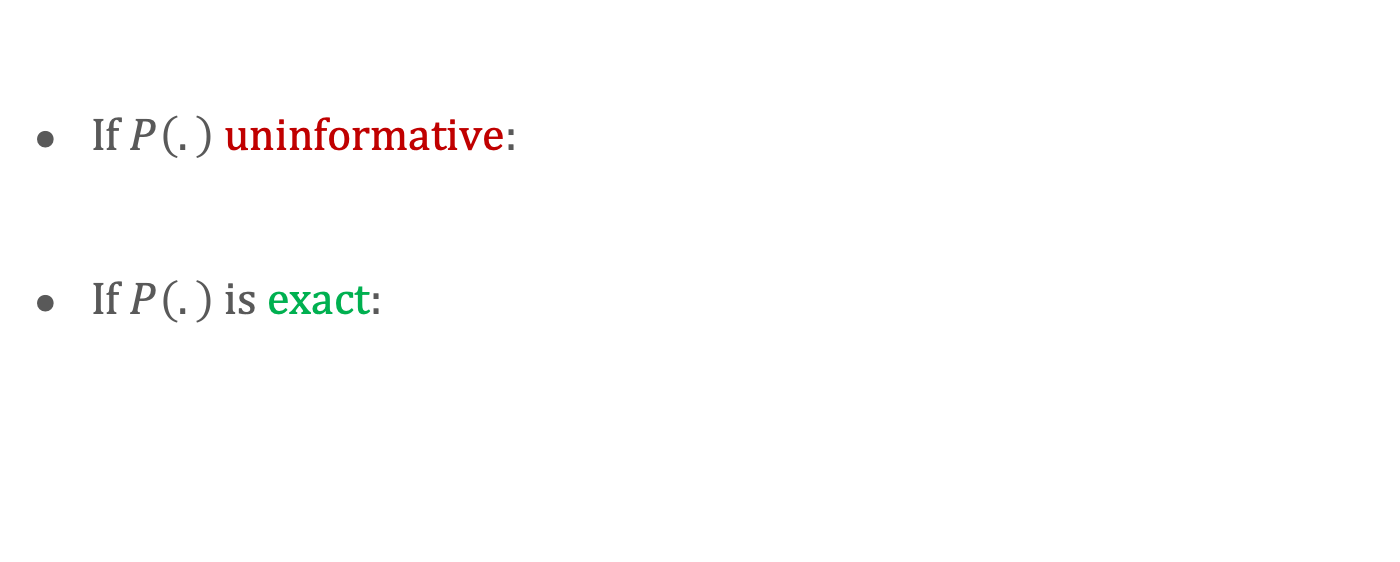 ● If P(.) uninformative:
● If P(.) is exact: